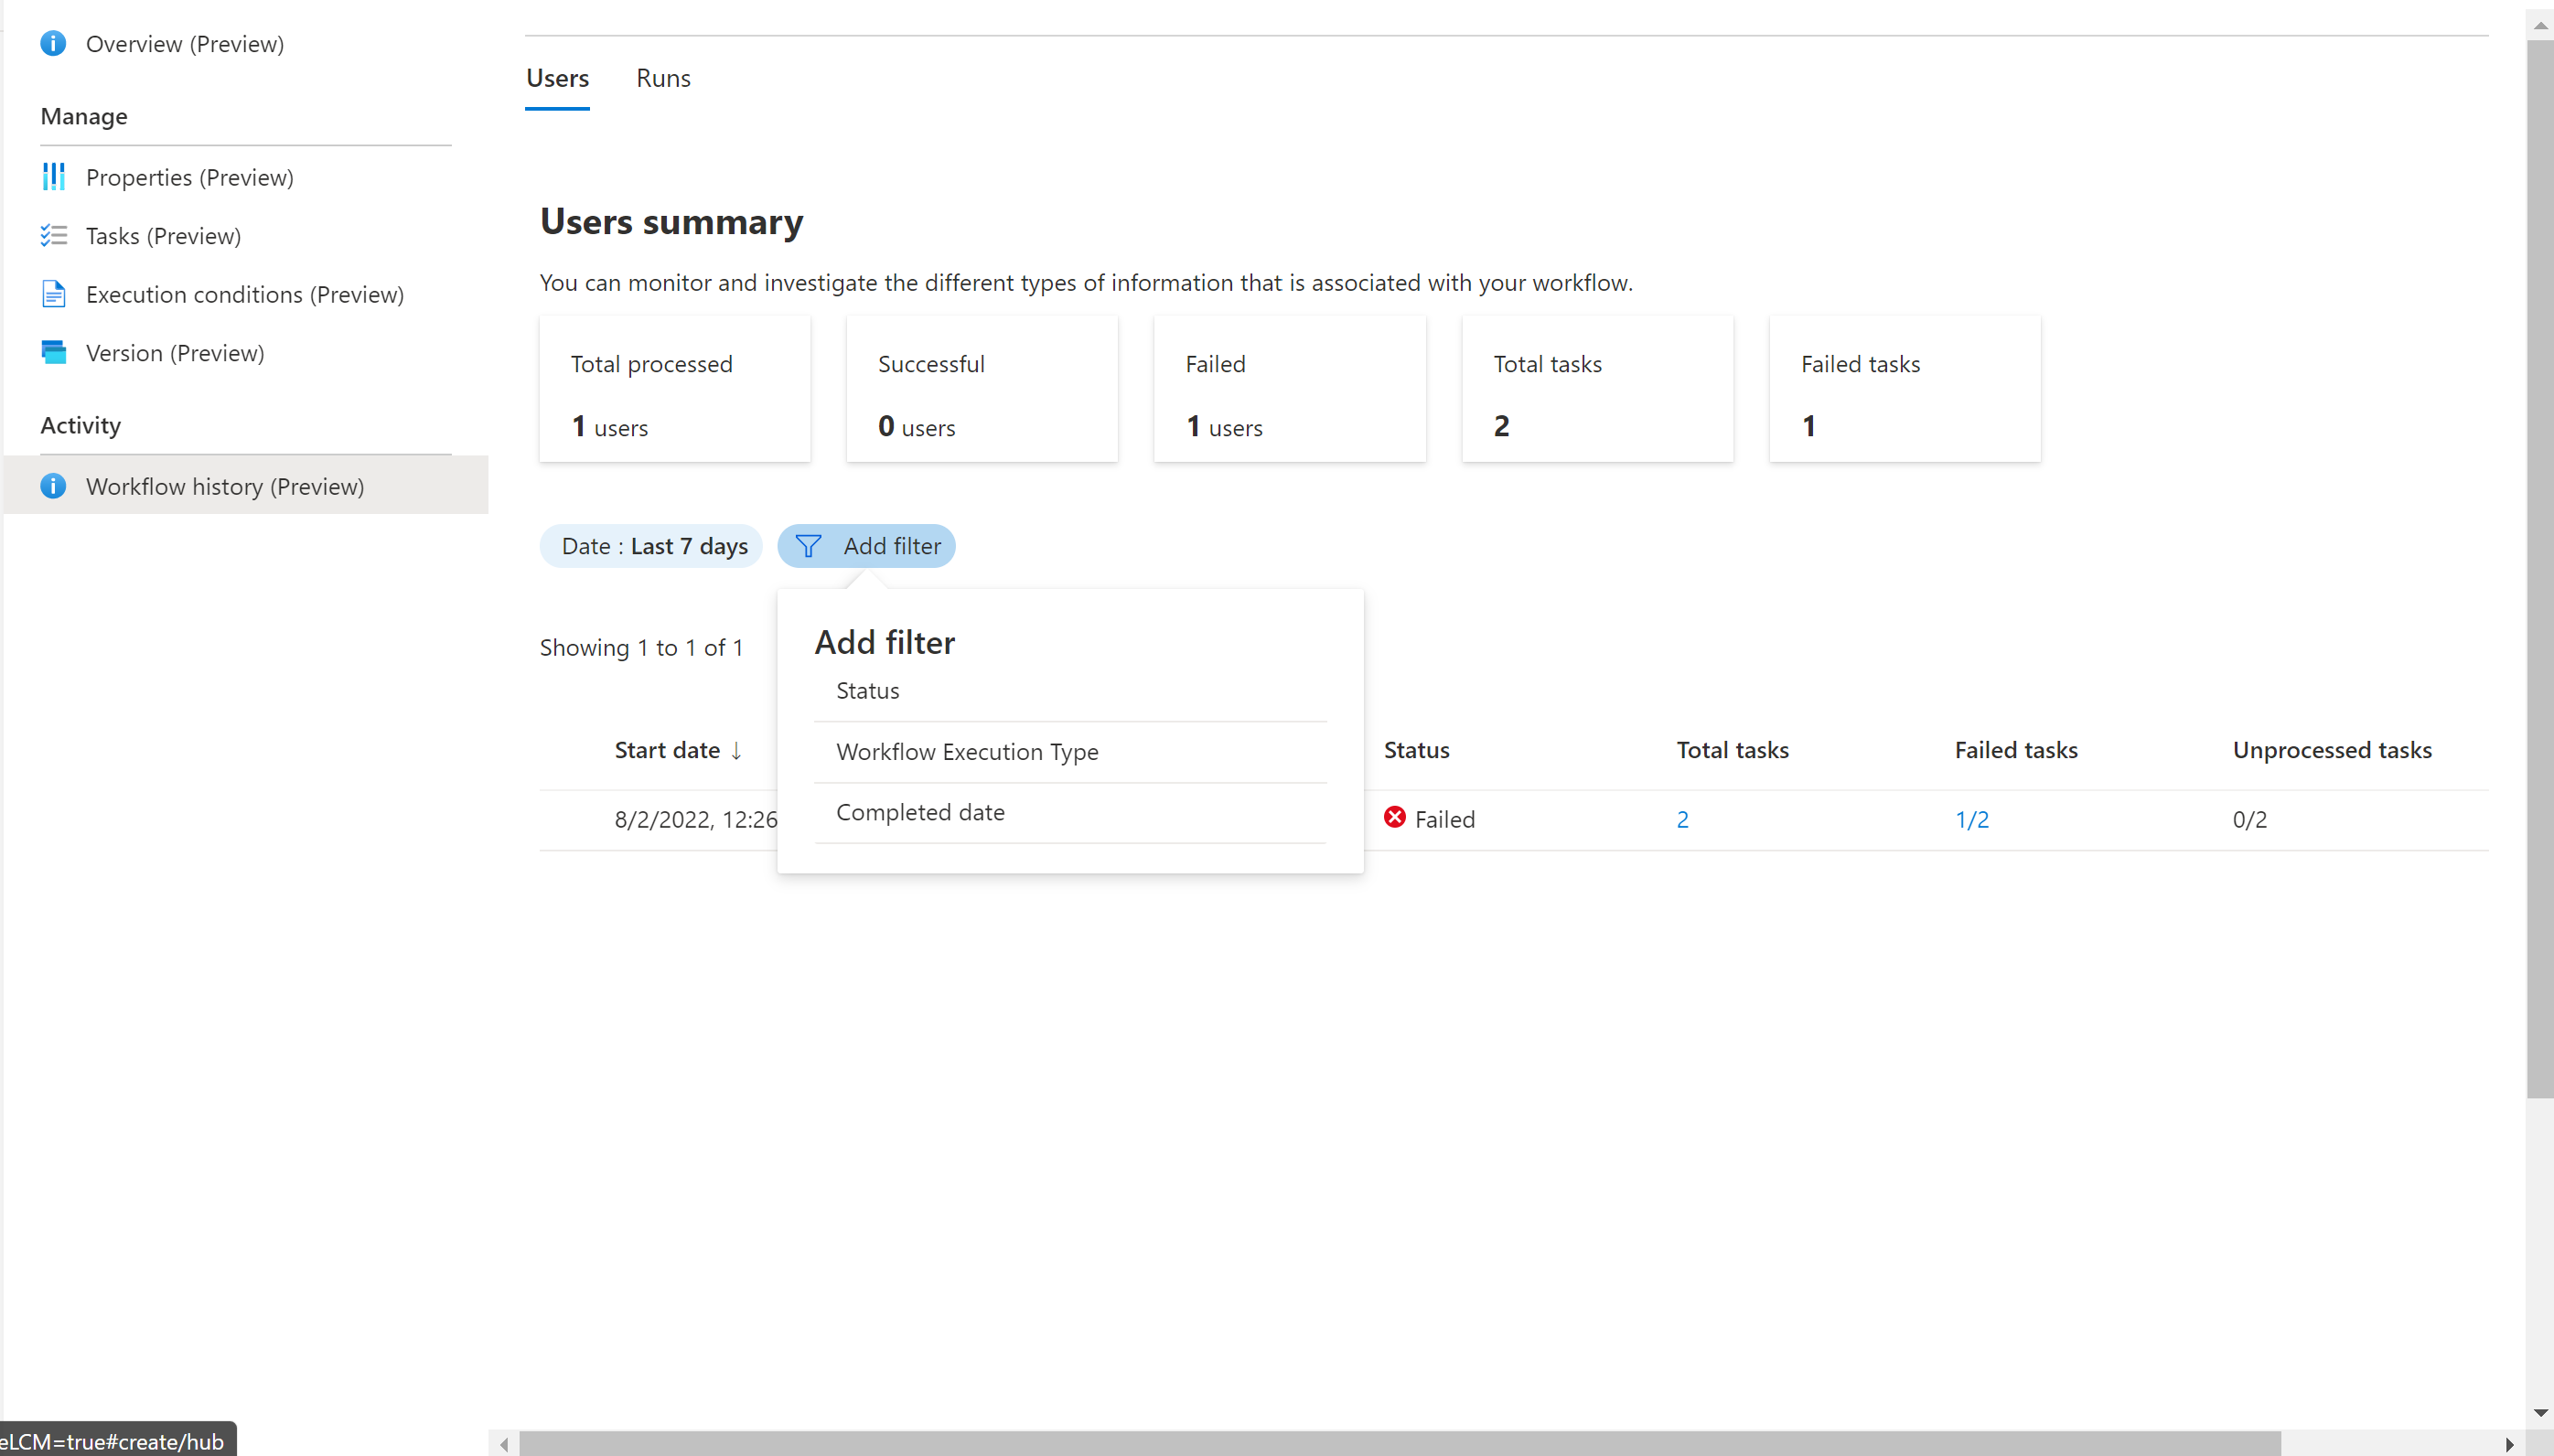 Overview (Preview)
Manage
Properties (Preview)
Tasks (Preview)
Execution conditions (Preview)
Version (Preview)
Activity
Workflow history (Preview)
Users Runs
Users summary
You can monitor and investigate the different types of information that is associated with your workflow.
Total processed Successful Failed Total tasks Failed tasks
1 users 0 users 1 users 2 1
Date : Last 7 days Add filter
Add filter
Status
Workflow Execution Type
Completed date
Showing 1 to 1 of 1
Start date ↓ Status Total tasks Failed tasks Unprocessed tasks
8/2/2022, 12:26 Failed 2 1/2 0/2
eLCM=true#create/hub